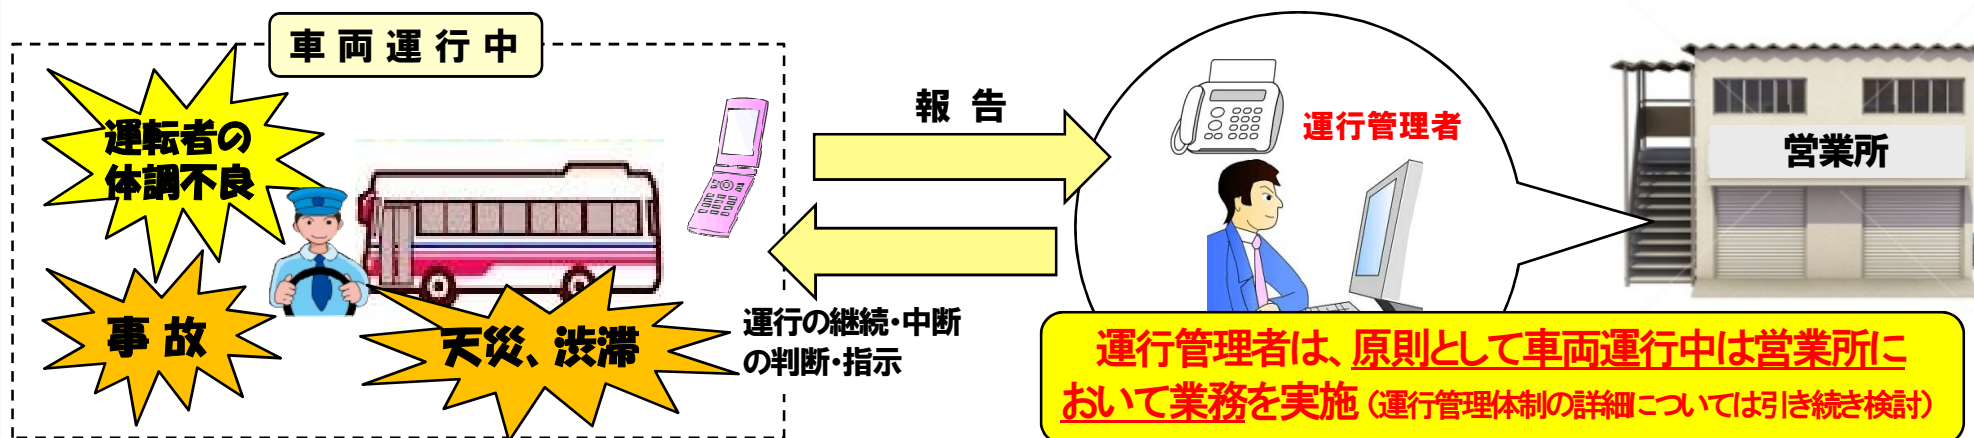 車両運行中
運転者の
体調不良
事故
天災、渋滞
報告
運行の継続・中断
の判断・指示
運行管理者
営業所
運行管理者は、原則として車両運行中は営業所に
おいて業務を実施（運行管理体制の詳細については引き続き検討）